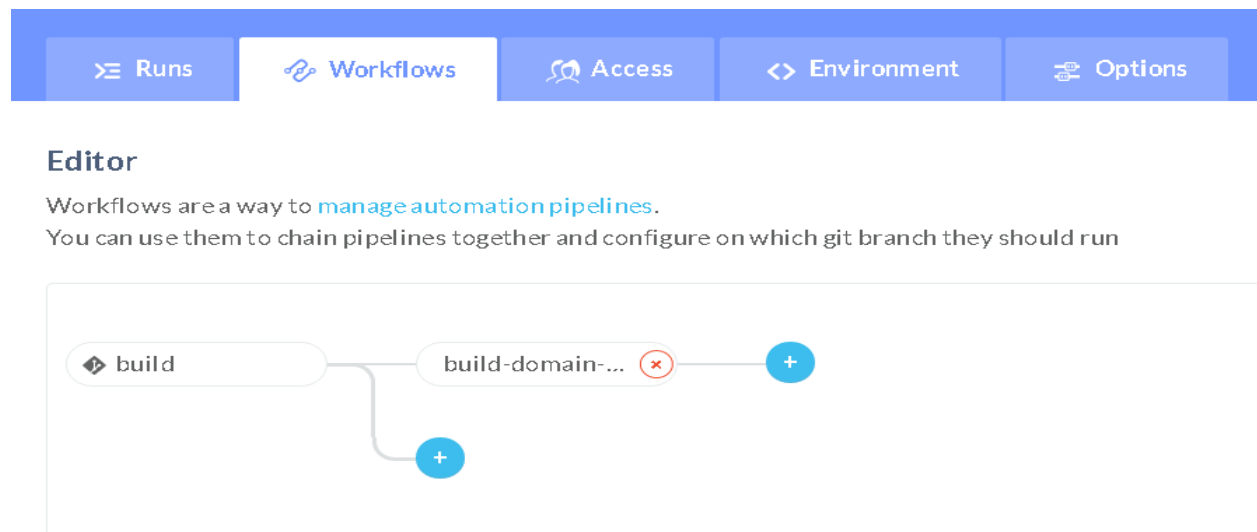 Runs Workflows Access Environment Options
Editor
Workflows are a way to manage automation pipelines.
You can use them to chain pipelines together and configure on which git branch they should run
build build-domain-... +
+